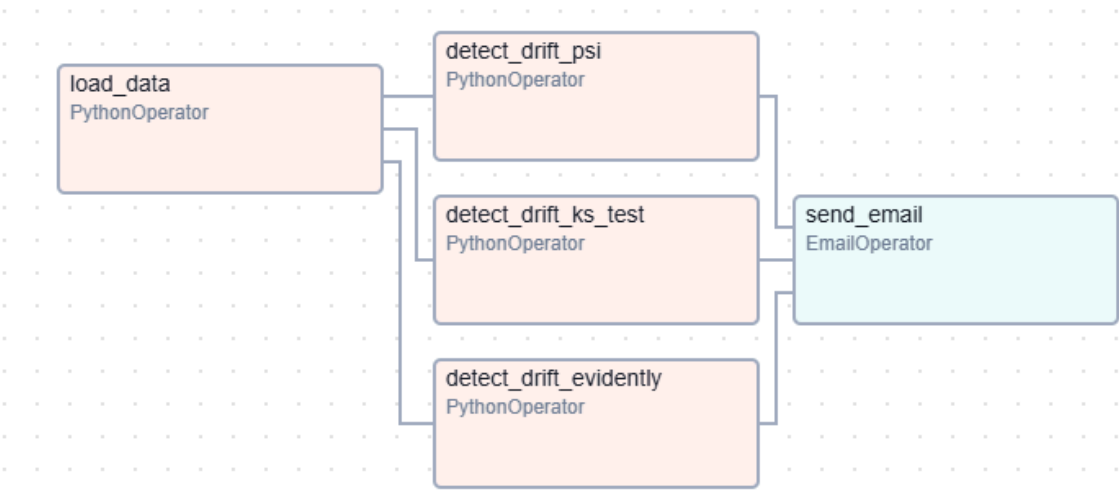 load_data
PythonOperator
detect_drift_psi
PythonOperator
detect_drift_ks_test
PythonOperator
detect_drift_evidently
PythonOperator
send_email
EmailOperator